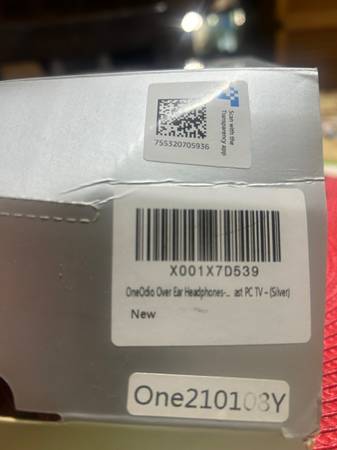 Scan with the
Transparency app
755320705936
X001X7D539
OneOdio Over Ear Headphones-... ast PC TV – (Silver)
New
One210108Y